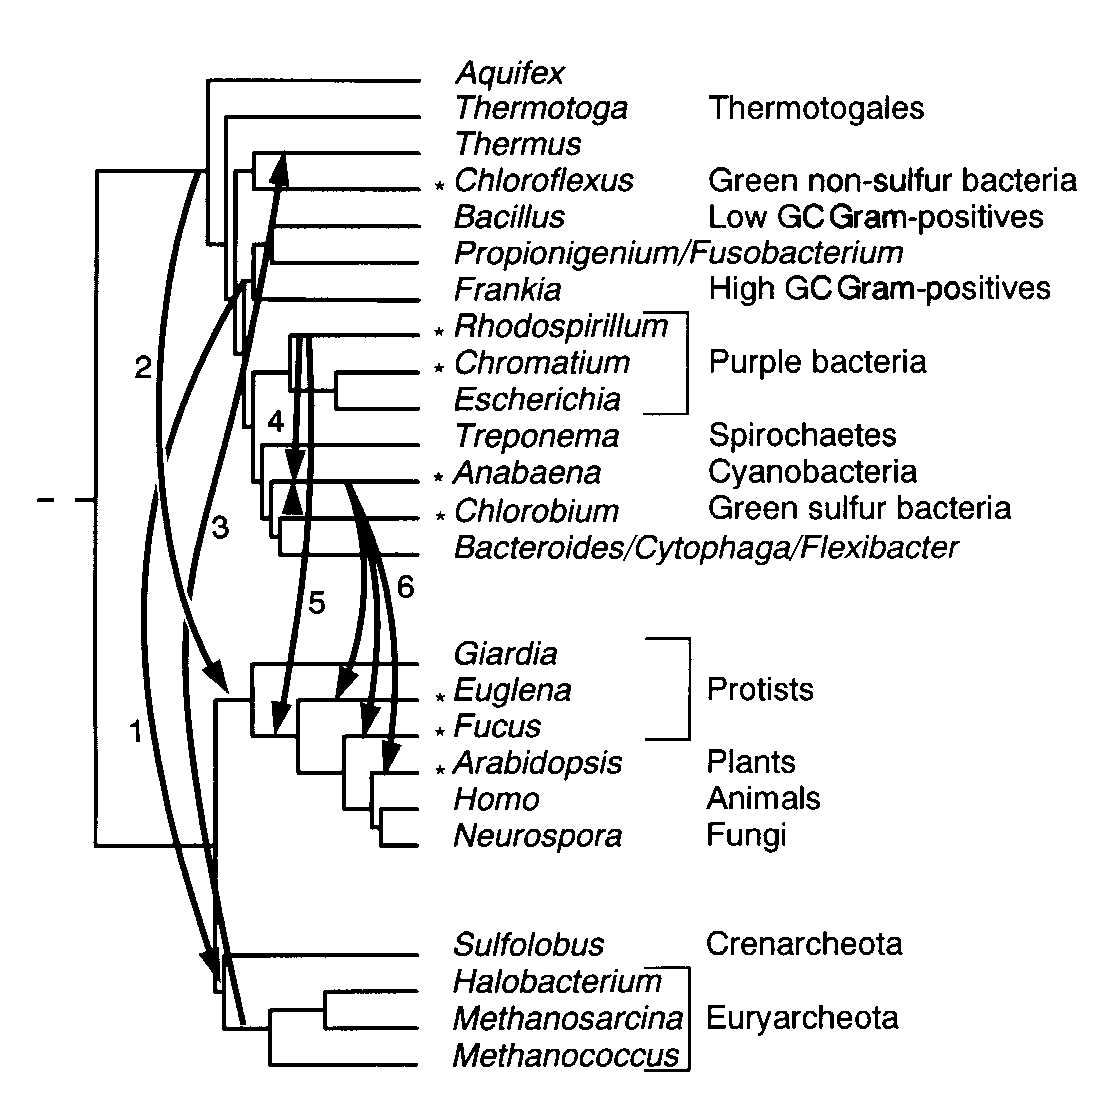 Aquifex
Thermotoga Thermotogales
Thermus
* Chloroflexus Green non-sulfur bacteria
Bacillus Low GC Gram-positives
Propionigenium/Fusobacterium
Frankia High GC Gram-positives
* Rhodospirillum
2 * Chromatium Purple bacteria
Escherichia
4 Treponema Spirochaetes
* Anabaena Cyanobacteria
3 * Chlorobium Green sulfur bacteria
Bacteroides/Cytophaga/Flexibacter
6
5
Giardia
* Euglena Protists
1 * Fucus
* Arabidopsis Plants
Homo Animals
Neurospora Fungi
Sulfolobus Crenarcheota
Halobacterium
Methanosarcina Euryarcheota
Methanococcus